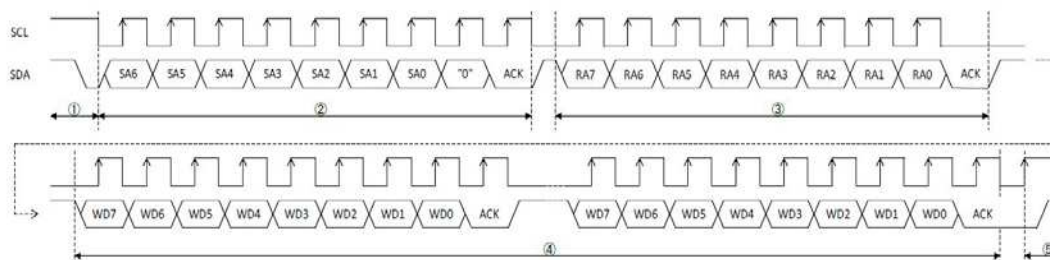 SCL
SDA SA6 SA5 SA4 SA3 SA2 SA1 SA0 "0" ACK RA7 RA6 RA5 RA4 RA3 RA2 RA1 RA0 ACK
① ② ③
WD7 WD6 WD5 WD4 WD3 WD2 WD1 WD0 ACK WD7 WD6 WD5 WD4 WD3 WD2 WD1 WD0 ACK
④ ⑤